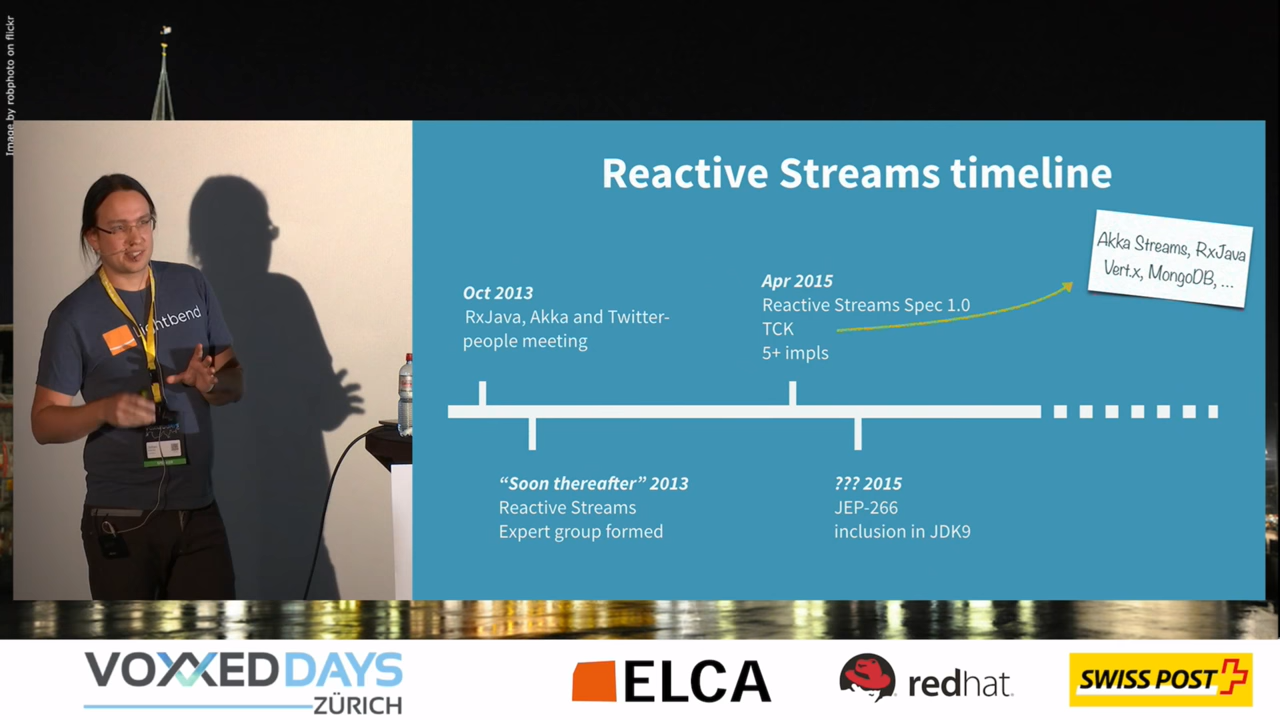 Image by robphoto on flickr
Reactive Streams timeline
Akka Streams, RxJava
Vert.x, MongoDB, ...
Oct 2013
RxJava, Akka and Twitter-
people meeting
Apr 2015
Reactive Streams Spec 1.0
TCK
5+ impls
“Soon thereafter” 2013
Reactive Streams
Expert group formed
??? 2015
JEP-266
inclusion in JDK9
Lightbend
VOXXED DAYS
ZÜRICH
ELCA
redhat.
SWISS POST